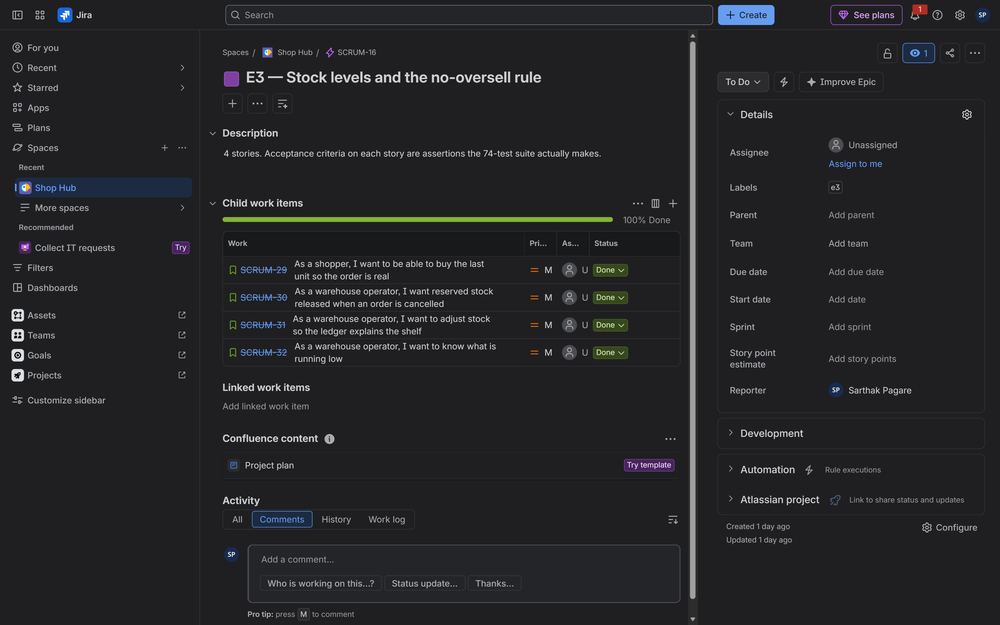 Jira
Search
Create
See plans
1
SP
For you
Recent
Starred
Apps
Plans
Spaces
Recent
Shop Hub
More spaces
Recommended
Collect IT requests
Try
Filters
Dashboards
Assets
Teams
Goals
Projects
Customize sidebar
Spaces / Shop Hub / SCRUM-16
E3 — Stock levels and the no-oversell rule
Description
4 stories. Acceptance criteria on each story are assertions the 74-test suite actually makes.
Child work items
100% Done
Work Pri... As... Status
SCRUM-29 As a shopper, I want to be able to buy the last
unit so the order is real
M U Done
SCRUM-30 As a warehouse operator, I want reserved stock
released when an order is cancelled
M U Done
SCRUM-31 As a warehouse operator, I want to adjust stock
so the ledger explains the shelf
M U Done
SCRUM-32 As a warehouse operator, I want to know what is
running low
M U Done
Linked work items
Add linked work item
Confluence content
Project plan
Try template
Activity
All Comments History Work log
SP
Add a comment...
Who is working on this...? Status update... Thanks...
Pro tip: press M to comment
1
To Do
Improve Epic
Details
Assignee Unassigned
Assign to me
Labels e3
Parent Add parent
Team Add team
Due date Add due date
Start date Add date
Sprint Add sprint
Story point
estimate
Add story points
Reporter SP Sarthak Pagare
Development
Automation Rule executions
Atlassian project Link to share status and updates
Created 1 day ago
Updated 1 day ago
Configure